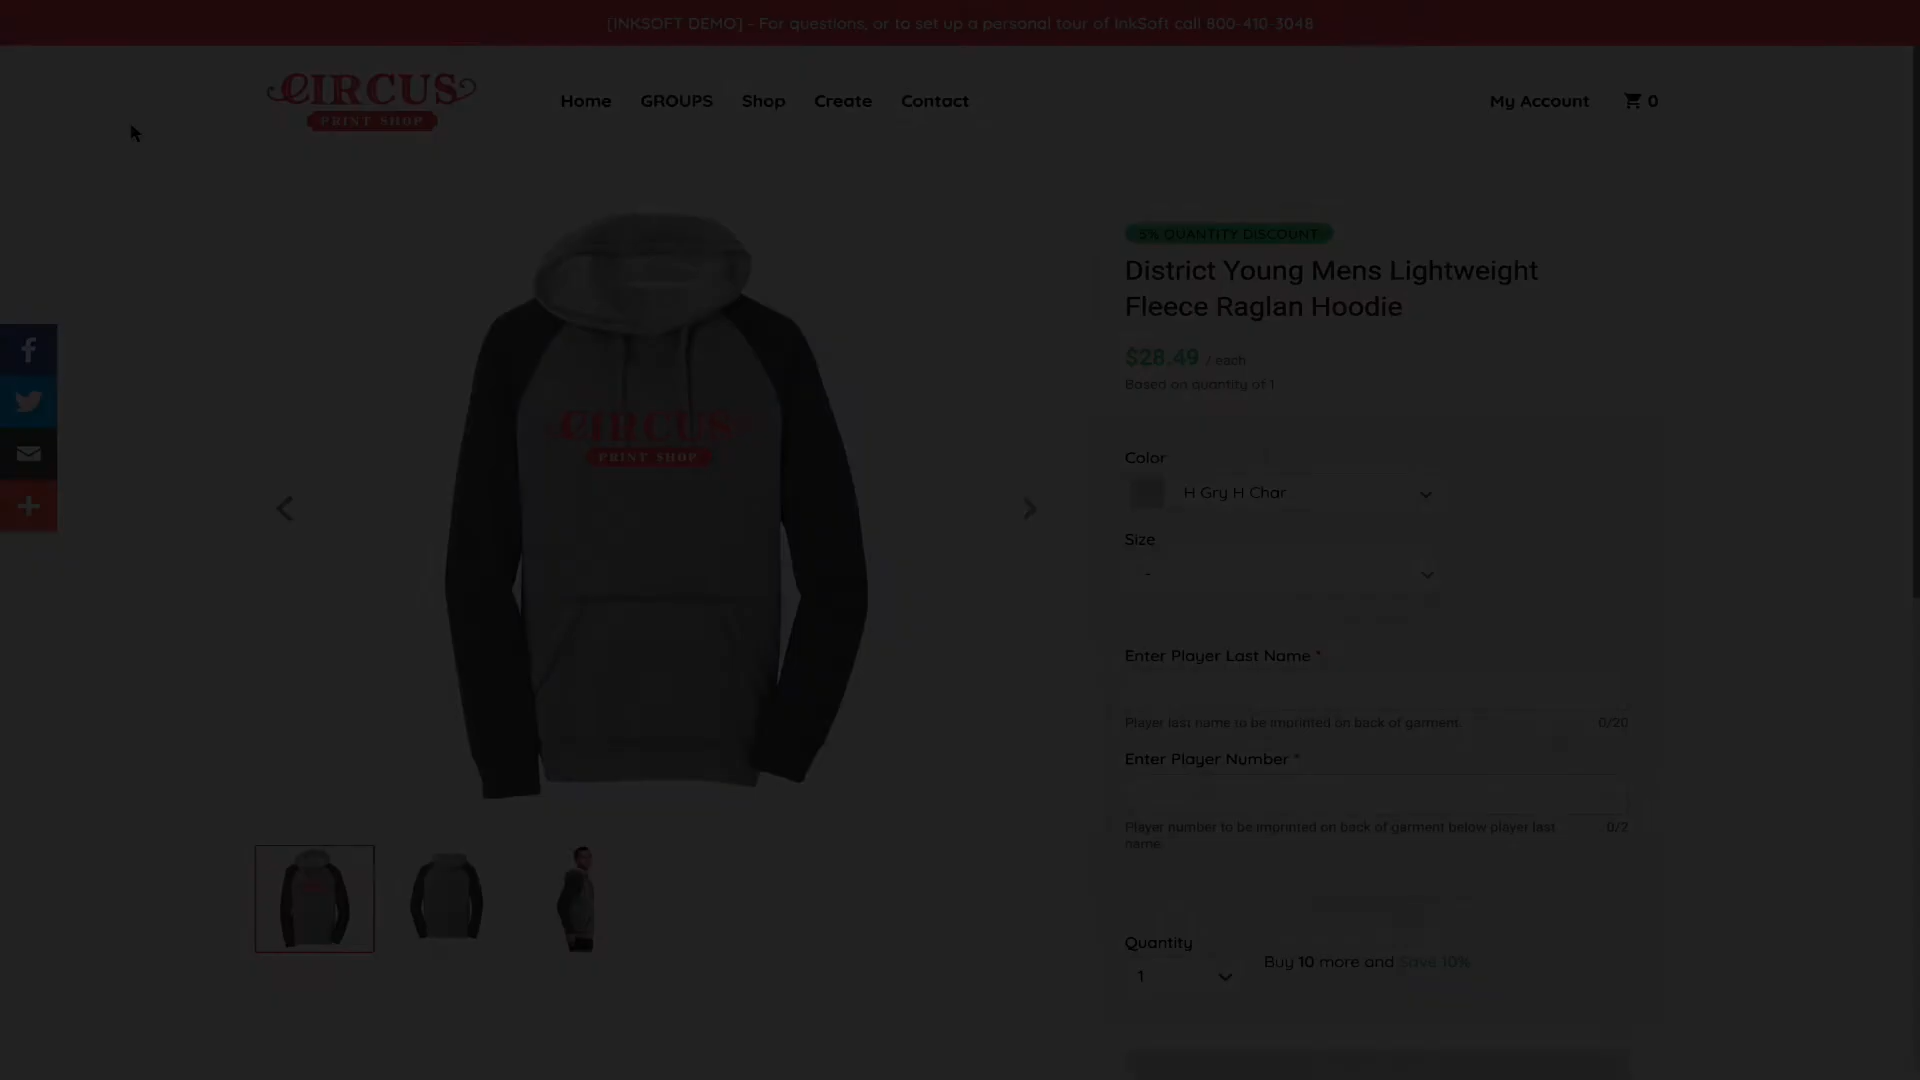 [INKSOFT DEMO] - For questions, or to set up a personal tour of InkSoft call 800-410-3048
CIRCUS
PRINT SHOP
Home GROUPS Shop Create Contact
My Account 0
5% QUANTITY DISCOUNT
District Young Mens Lightweight
Fleece Raglan Hoodie
$28.49 / each
Based on quantity of 1
CIRCUS
PRINT SHOP
Color
H Gry H Char
Size
-
Enter Player Last Name *
Player last name to be imprinted on back of garment. 0/20
Enter Player Number *
Player number to be imprinted on back of garment below player last 0/2
name.
Quantity
1
Buy 10 more and Save 10%